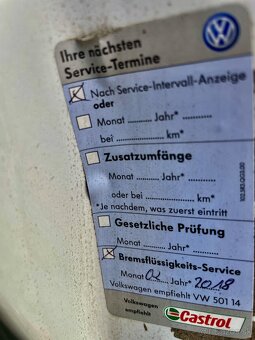 Ihre nächsten
Service-Termine
Nach Service-Intervall-Anzeige
oder
Monat ........ Jahr* ........
bei ........ km*
Zusatzumfänge
Monat ........ Jahr* ........
oder bei ........ km*
*Je nachdem, was zuerst eintritt
Gesetzliche Prüfung
Monat ........ Jahr ........
Bremsflüssigkeits-Service
Monat 02 Jahr 2018
Volkswagen empfiehlt VW 501 14
Volkswagen
empfiehlt
Castrol